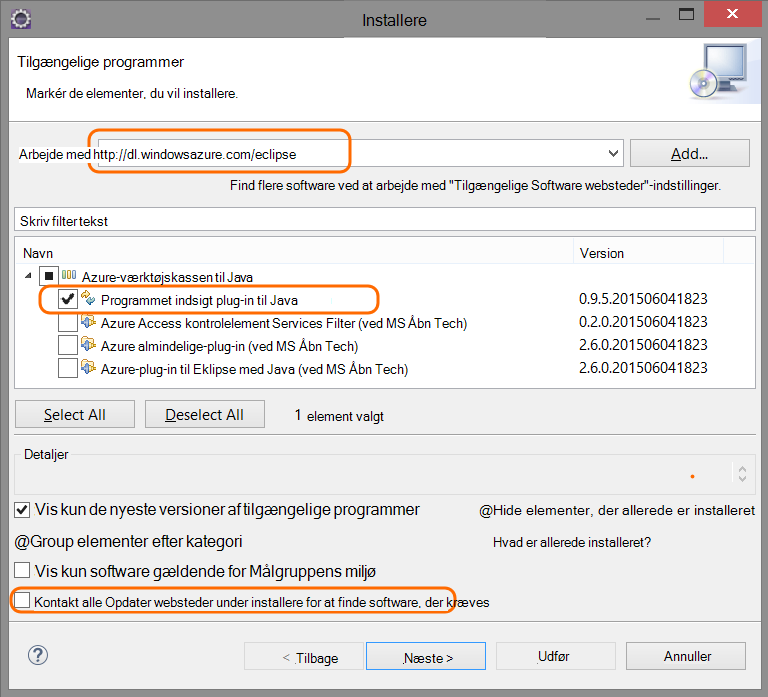 Installere
Tilgængelige programmer
Markér de elementer, du vil installere.
Arbejde med http://dl.windowsazure.com/eclipse
Add...
Find flere software ved at arbejde med "Tilgængelige Software websteder"-indstillinger.
Skriv filter tekst
Navn Version
Azure-værktøjskassen til Java
Programmet indsigt plug-in til Java 0.9.5.201506041823
Azure Access kontrolelement Services Filter (ved MS Åbn Tech) 0.2.0.201506041823
Azure almindelige-plug-in (ved MS Åbn Tech) 2.6.0.201506041823
Azure-plug-in til Eklipse med Java (ved MS Åbn Tech) 2.6.0.201506041823
Select All Deselect All 1 element valgt
Detaljer
Vis kun de nyeste versioner af tilgængelige programmer @Hide elementer, der allerede er installeret
@Group elementer efter kategori Hvad er allerede installeret?
Vis kun software gældende for Målgruppens miljø
Kontakt alle Opdater websteder under installere for at finde software, der kræves
? < Tilbage Næste > Udfør Annuller